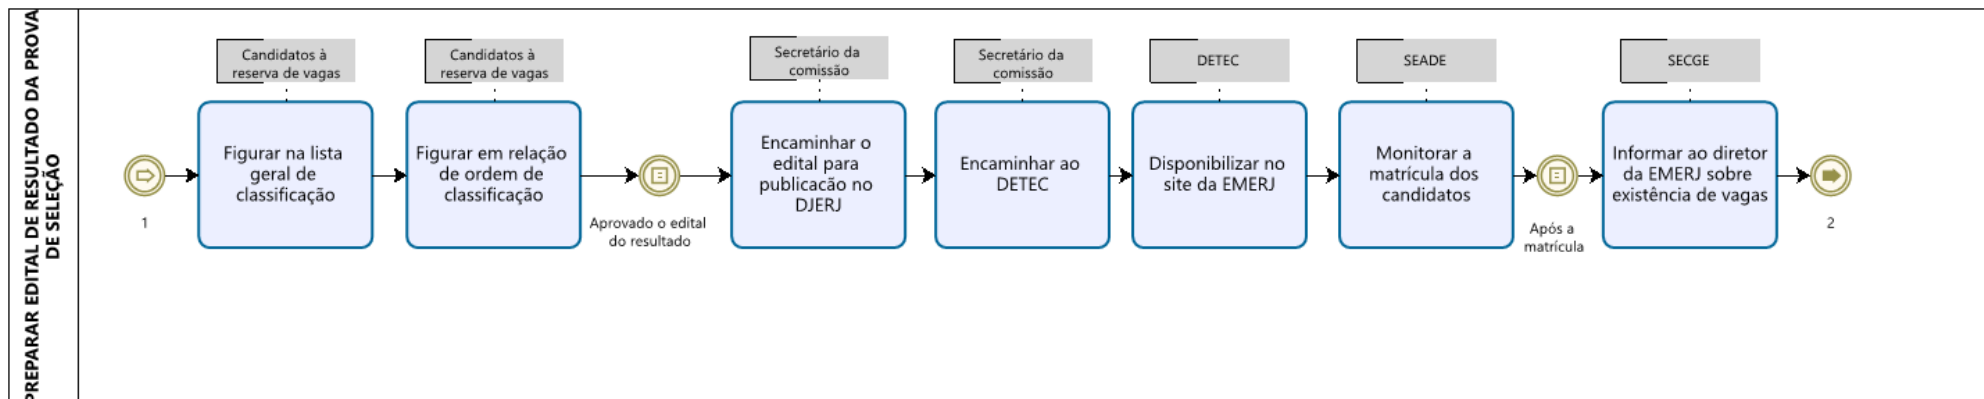 PREPARAR EDITAL DE RESULTADO DA PROVA
DE SELEÇÃO
Candidatos à
reserva de vagas
Candidatos à
reserva de vagas
Secretário da
comissão
Secretário da
comissão
DETEC
SEADE
SECGE
1
Figurar na lista
geral de
classificação
Figurar em relação
de ordem de
classificação
Aprovado o edital
do resultado
Encaminhar o
edital para
publicacão no
DJERJ
Encaminhar ao
DETEC
Disponibilizar no
site da EMERJ
Monitorar a
matrícula dos
candidatos
Após a
matrícula
Informar ao diretor
da EMERJ sobre
existência de vagas
2